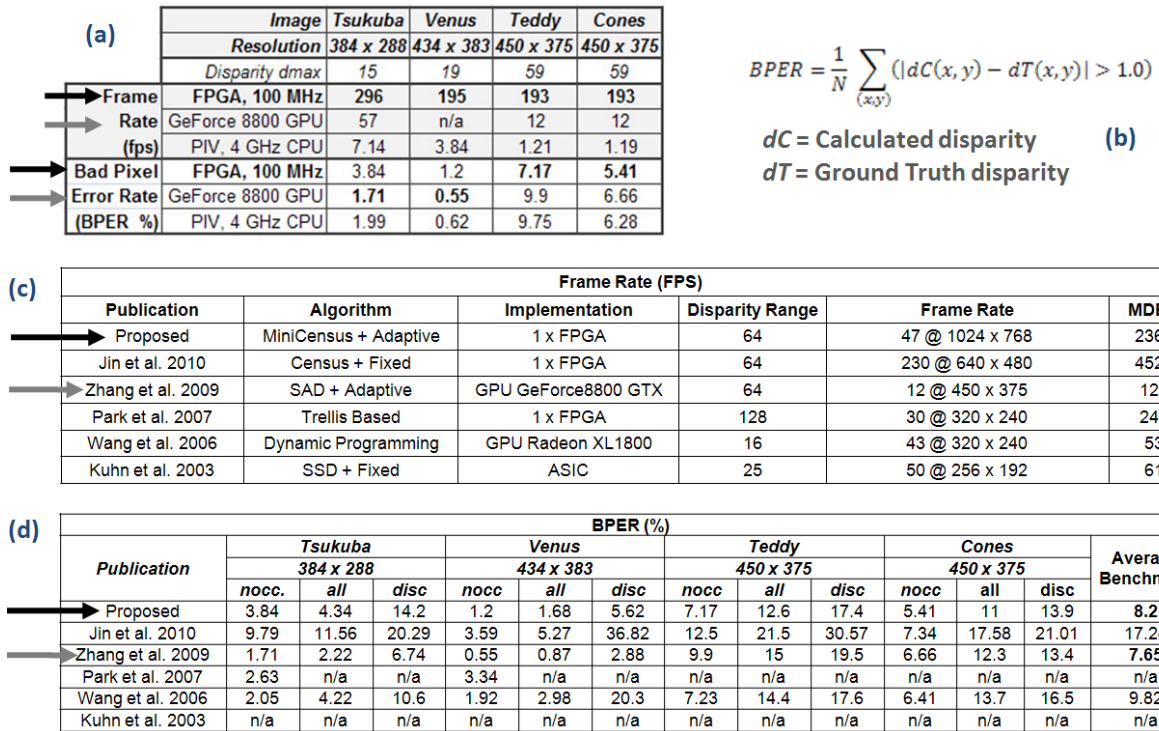 (a)
Image Tsukuba Venus Teddy Cones
Resolution 384 x 288 434 x 383 450 x 375 450 x 375
Disparity dmax 15 19 59 59
Frame FPGA, 100 MHz 296 195 193 193
Rate GeForce 8800 GPU 57 n/a 12 12
(fps) PIV, 4 GHz CPU 7.14 3.84 1.21 1.19
Bad Pixel FPGA, 100 MHz 3.84 1.2 7.17 5.41
Error Rate GeForce 8800 GPU 1.71 0.55 9.9 6.66
(BPER %) PIV, 4 GHz CPU 1.99 0.62 9.75 6.28
BPER = 1/N ∑(x,y) (|dC(x, y) − dT(x, y)| > 1.0)
dC = Calculated disparity (b)
dT = Ground Truth disparity
(c)
Frame Rate (FPS)
Publication Algorithm Implementation Disparity Range Frame Rate MDE
Proposed MiniCensus + Adaptive 1 x FPGA 64 47 @ 1024 x 768 236
Jin et al. 2010 Census + Fixed 1 x FPGA 64 230 @ 640 x 480 452
Zhang et al. 2009 SAD + Adaptive GPU GeForce8800 GTX 64 12 @ 450 x 375 12
Park et al. 2007 Trellis Based 1 x FPGA 128 30 @ 320 x 240 24
Wang et al. 2006 Dynamic Programming GPU Radeon XL1800 16 43 @ 320 x 240 53
Kuhn et al. 2003 SSD + Fixed ASIC 25 50 @ 256 x 192 61
(d)
BPER (%)
Publication Tsukuba Venus Teddy Cones Avera
384 x 288 434 x 383 450 x 375 450 x 375 Benchm
nocc. all disc nocc all disc nocc all disc nocc all disc
Proposed 3.84 4.34 14.2 1.2 1.68 5.62 7.17 12.6 17.4 5.41 11 13.9 8.2
Jin et al. 2010 9.79 11.56 20.29 3.59 5.27 36.82 12.5 21.5 30.57 7.34 17.58 21.01 17.2
Zhang et al. 2009 1.71 2.22 6.74 0.55 0.87 2.88 9.9 15 19.5 6.66 12.3 13.4 7.65
Park et al. 2007 2.63 n/a n/a 3.34 n/a n/a n/a n/a n/a n/a n/a n/a n/a
Wang et al. 2006 2.05 4.22 10.6 1.92 2.98 20.3 7.23 14.4 17.6 6.41 13.7 16.5 9.82
Kuhn et al. 2003 n/a n/a n/a n/a n/a n/a n/a n/a n/a n/a n/a n/a n/a